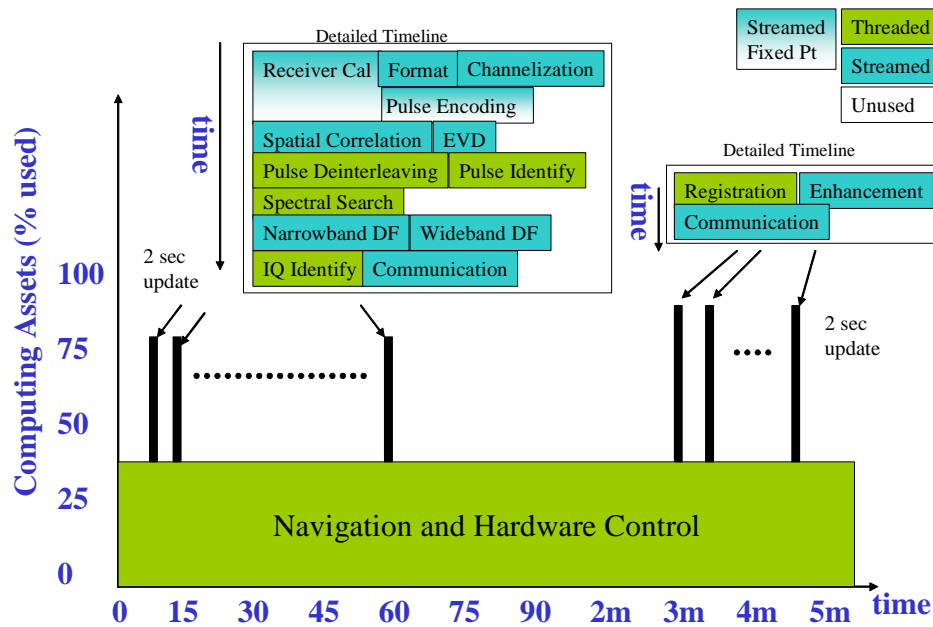 Detailed Timeline
Receiver Cal
Format
Channelization
Pulse Encoding
Spatial Correlation
EVD
Pulse Deinterleaving
Pulse Identify
Spectral Search
Narrowband DF
Wideband DF
IQ Identify
Communication
time
Streamed
Fixed Pt
Threaded
Streamed
Unused
Detailed Timeline
Registration
Enhancement
Communication
time
2 sec
update
2 sec
update
Computing Assets (% used)
100
75
50
25
0
Navigation and Hardware Control
0 15 30 45 60 75 90 2m 3m 4m 5m time